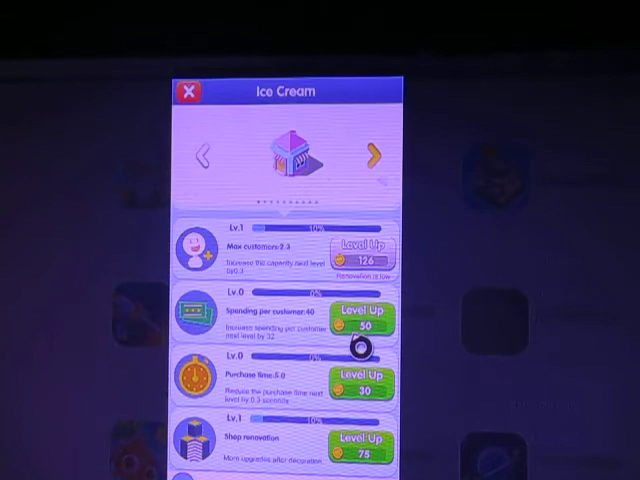 Ice Cream
Lv.1
10%
Max customers:2.3
Increase the capacity next level
by0.3
Level Up
126
Renovation is low
Lv.0
0%
Spending per customer:40
Increase spending per customer
next level by 32
Level Up
50
Lv.0
0%
Purchase time:5.0
Reduce the purchase time next
level by 0.3 seconds
Level Up
30
Lv.1
10%
Shop renovation
More upgrades after decoration.
Level Up
75